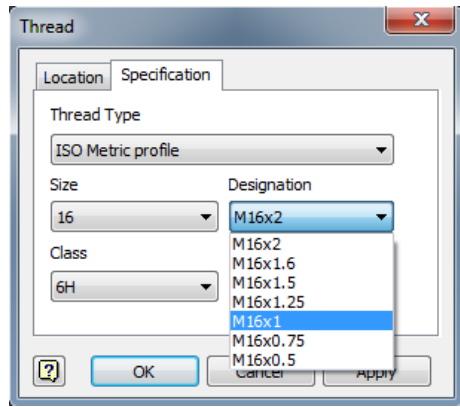 Thread
X
Location Specification
Thread Type
ISO Metric profile
Size Designation
16 M16x2
M16x2
Class M16x1.6
M16x1.5
6H M16x1.25
M16x1
M16x0.75
M16x0.5
? OK Cancel Apply